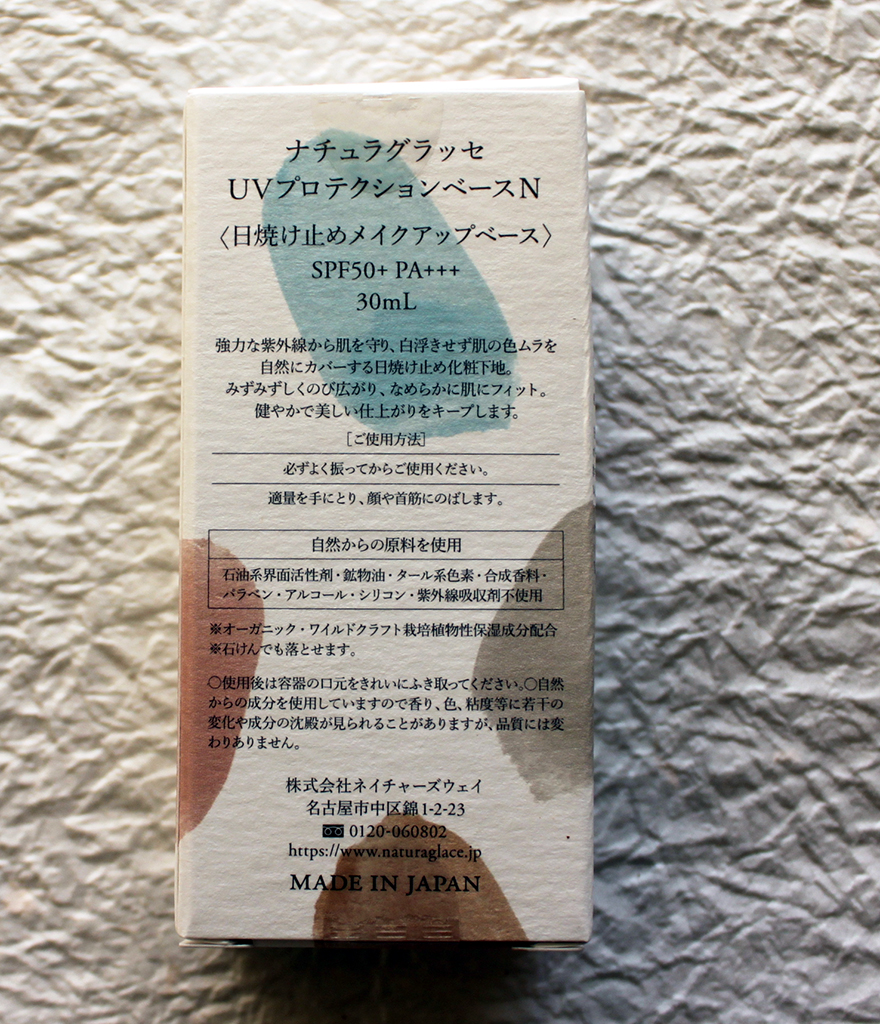 ナチュラグラッセ
UVプロテクションベースN
〈日焼け止めメイクアップベース〉
SPF50+ PA+++
30mL
強力な紫外線から肌を守り、白浮きせず肌の色ムラを
自然にカバーする日焼け止め化粧下地。
みずみずしくのび広がり、なめらかに肌にフィット。
健やかで美しい仕上がりをキープします。
［ご使用方法］
必ずよく振ってからご使用ください。
適量を手にとり、顔や首筋にのばします。
自然からの原料を使用
石油系界面活性剤・鉱物油・タール系色素・合成香料・
パラベン・アルコール・シリコン・紫外線吸収剤不使用
※オーガニック・ワイルドクラフト栽培植物性保湿成分配合
※石けんでも落とせます。
○使用後は容器の口元をきれいにふき取ってください。○自然
からの成分を使用していますので香り、色、粘度等に若干の
変化や成分の沈殿が見られることがありますが、品質には変
わりありません。
株式会社ネイチャーズウェイ
名古屋市中区錦1-2-23
0120-060802
https://www.naturaglace.jp
MADE IN JAPAN